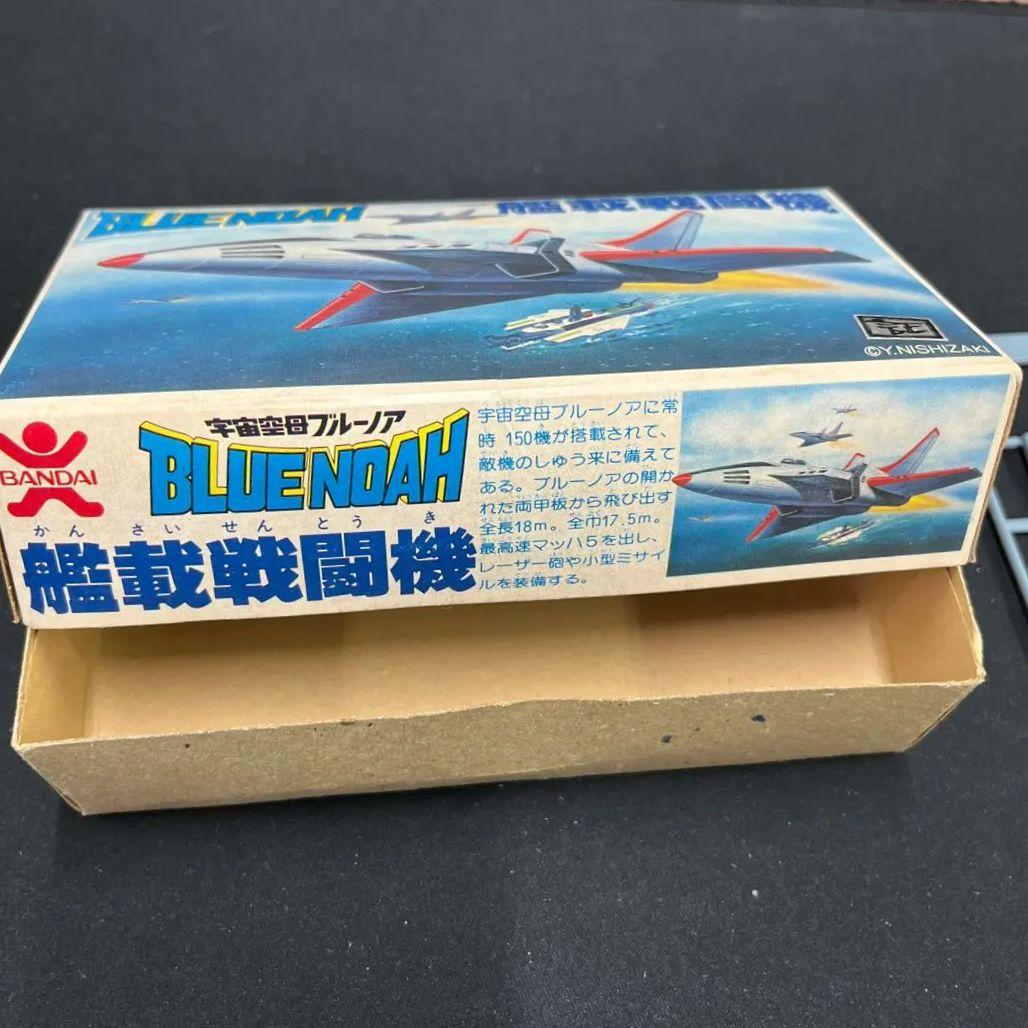 BLUE NOAH
艦載戦闘機
©Y.NISHIZAKI
BANDAI
宇宙空母ブルーノア
BLUE NOAH
かんさいせんとうき
艦載戦闘機
宇宙空母ブルーノアに常
時150機が搭載されて、
敵機のしゅう来に備えて
ある。ブルーノアの開か
れた両甲板から飛び出す
全長18m。全巾17.5m。
最高速マッハ5を出し、
レーザー砲や小型ミサイ
ルを装備する。